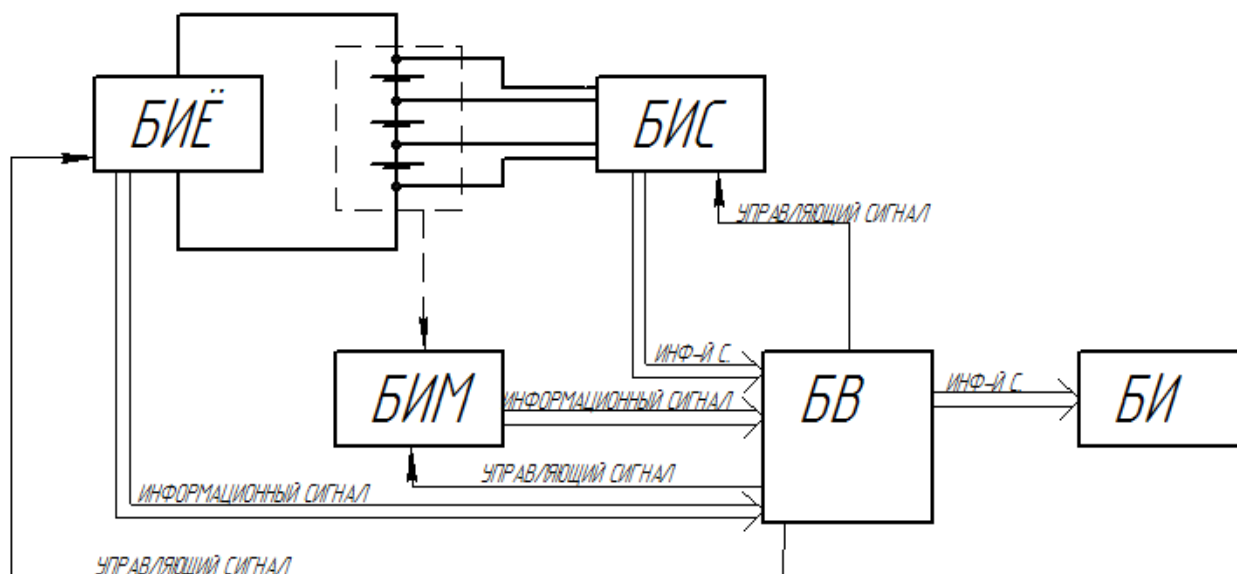 БИЁ
БИС
УПРАВЛЯЮЩИЙ СИГНАЛ
ИНФ-Й С.
БИМ
ИНФОРМАЦИОННЫЙ СИГНАЛ
БВ
ИНФ-Й С.
БИ
УПРАВЛЯЮЩИЙ СИГНАЛ
ИНФОРМАЦИОННЫЙ СИГНАЛ
УПРАВЛЯЮЩИЙ СИГНАЛ